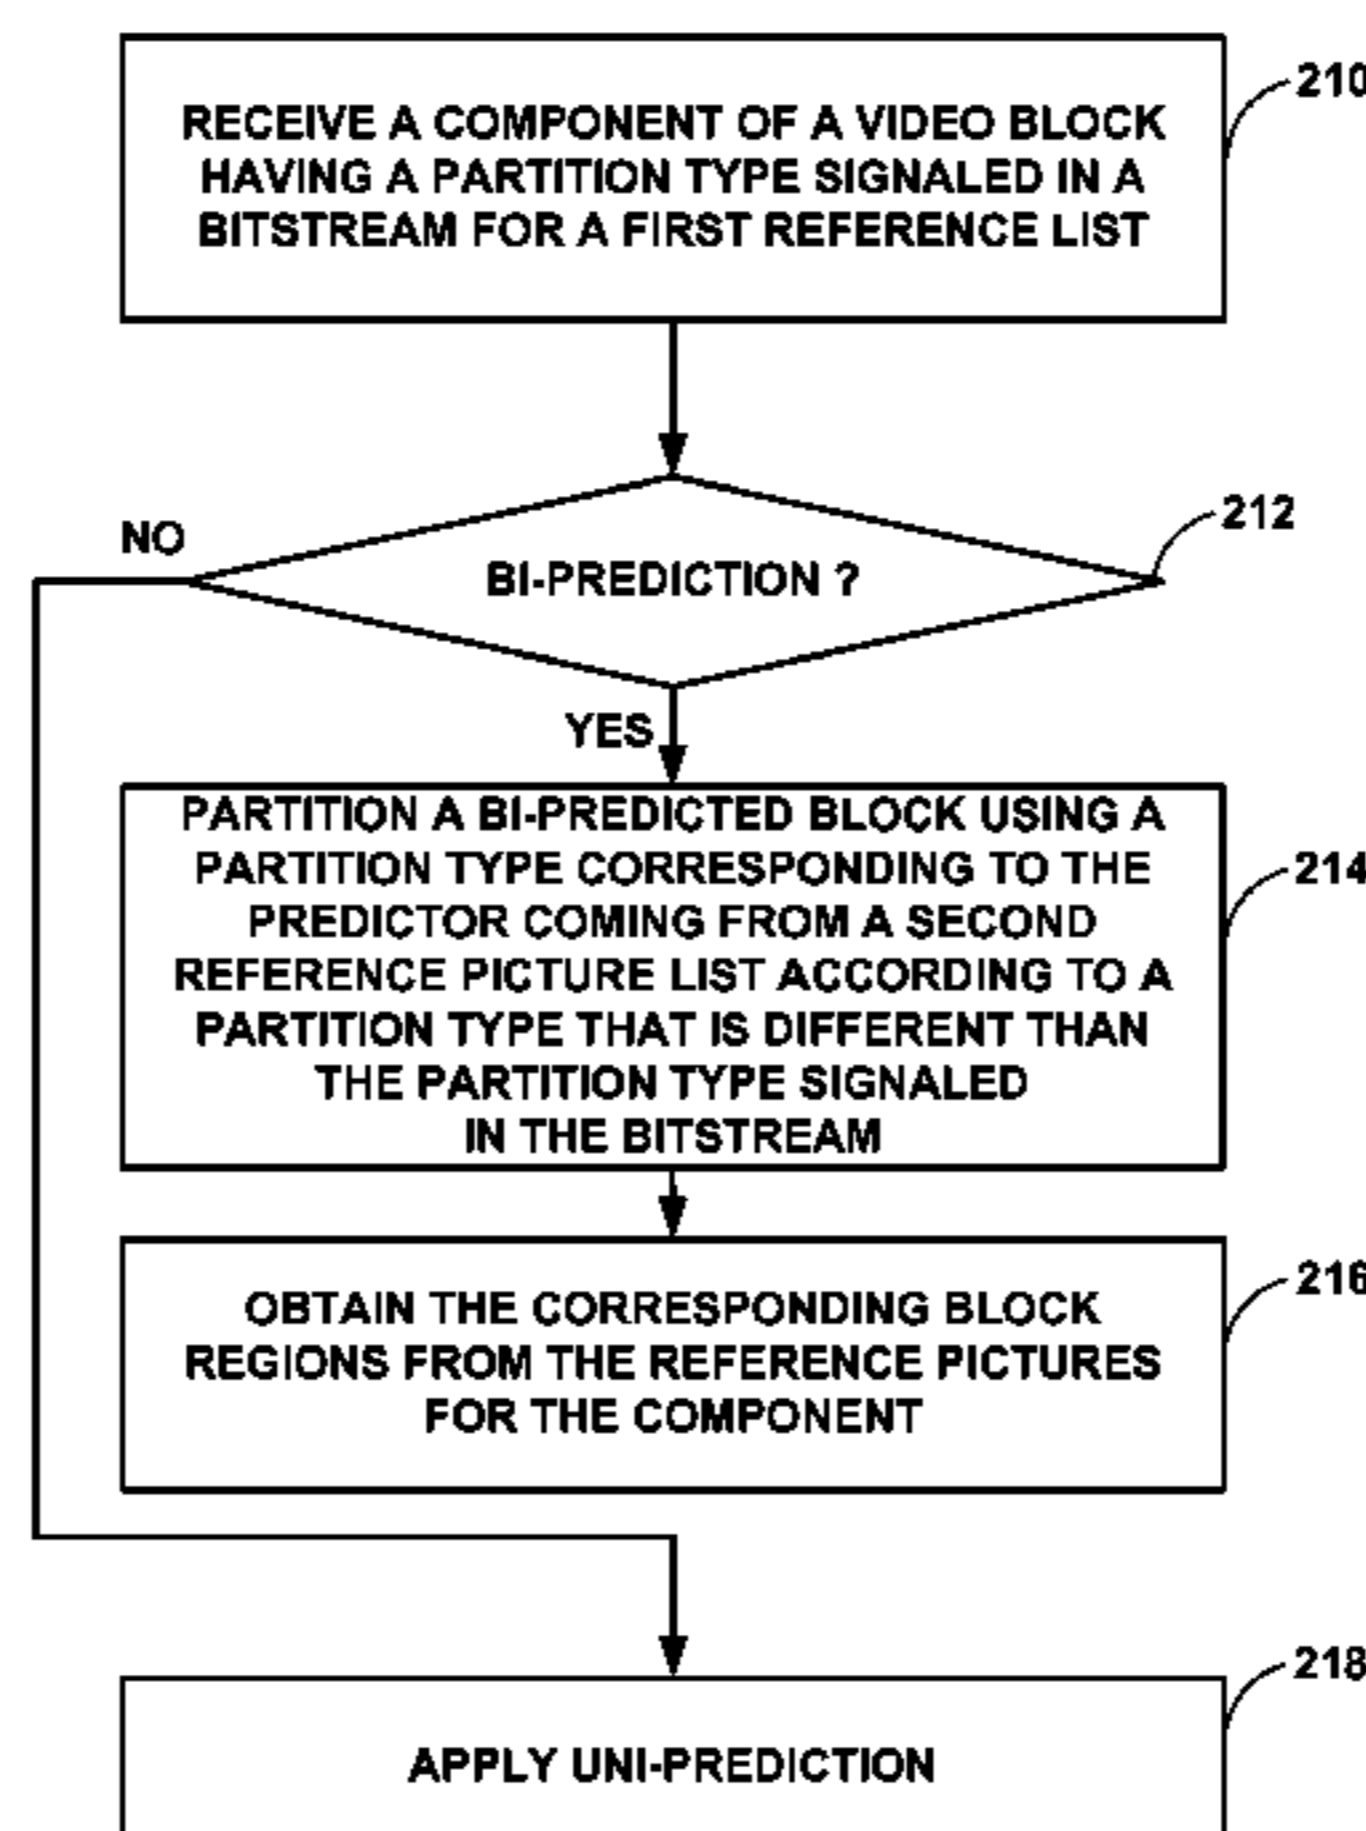 210
RECEIVE A COMPONENT OF A VIDEO BLOCK
HAVING A PARTITION TYPE SIGNALED IN A
BITSTREAM FOR A FIRST REFERENCE LIST
212
NO
BI-PREDICTION ?
YES
PARTITION A BI-PREDICTED BLOCK USING A
PARTITION TYPE CORRESPONDING TO THE
214
PREDICTOR COMING FROM A SECOND
REFERENCE PICTURE LIST ACCORDING TO A
PARTITION TYPE THAT IS DIFFERENT THAN
THE PARTITION TYPE SIGNALED
IN THE BITSTREAM
216
OBTAIN THE CORRESPONDING BLOCK
REGIONS FROM THE REFERENCE PICTURES
FOR THE COMPONENT
218
APPLY UNI-PREDICTION